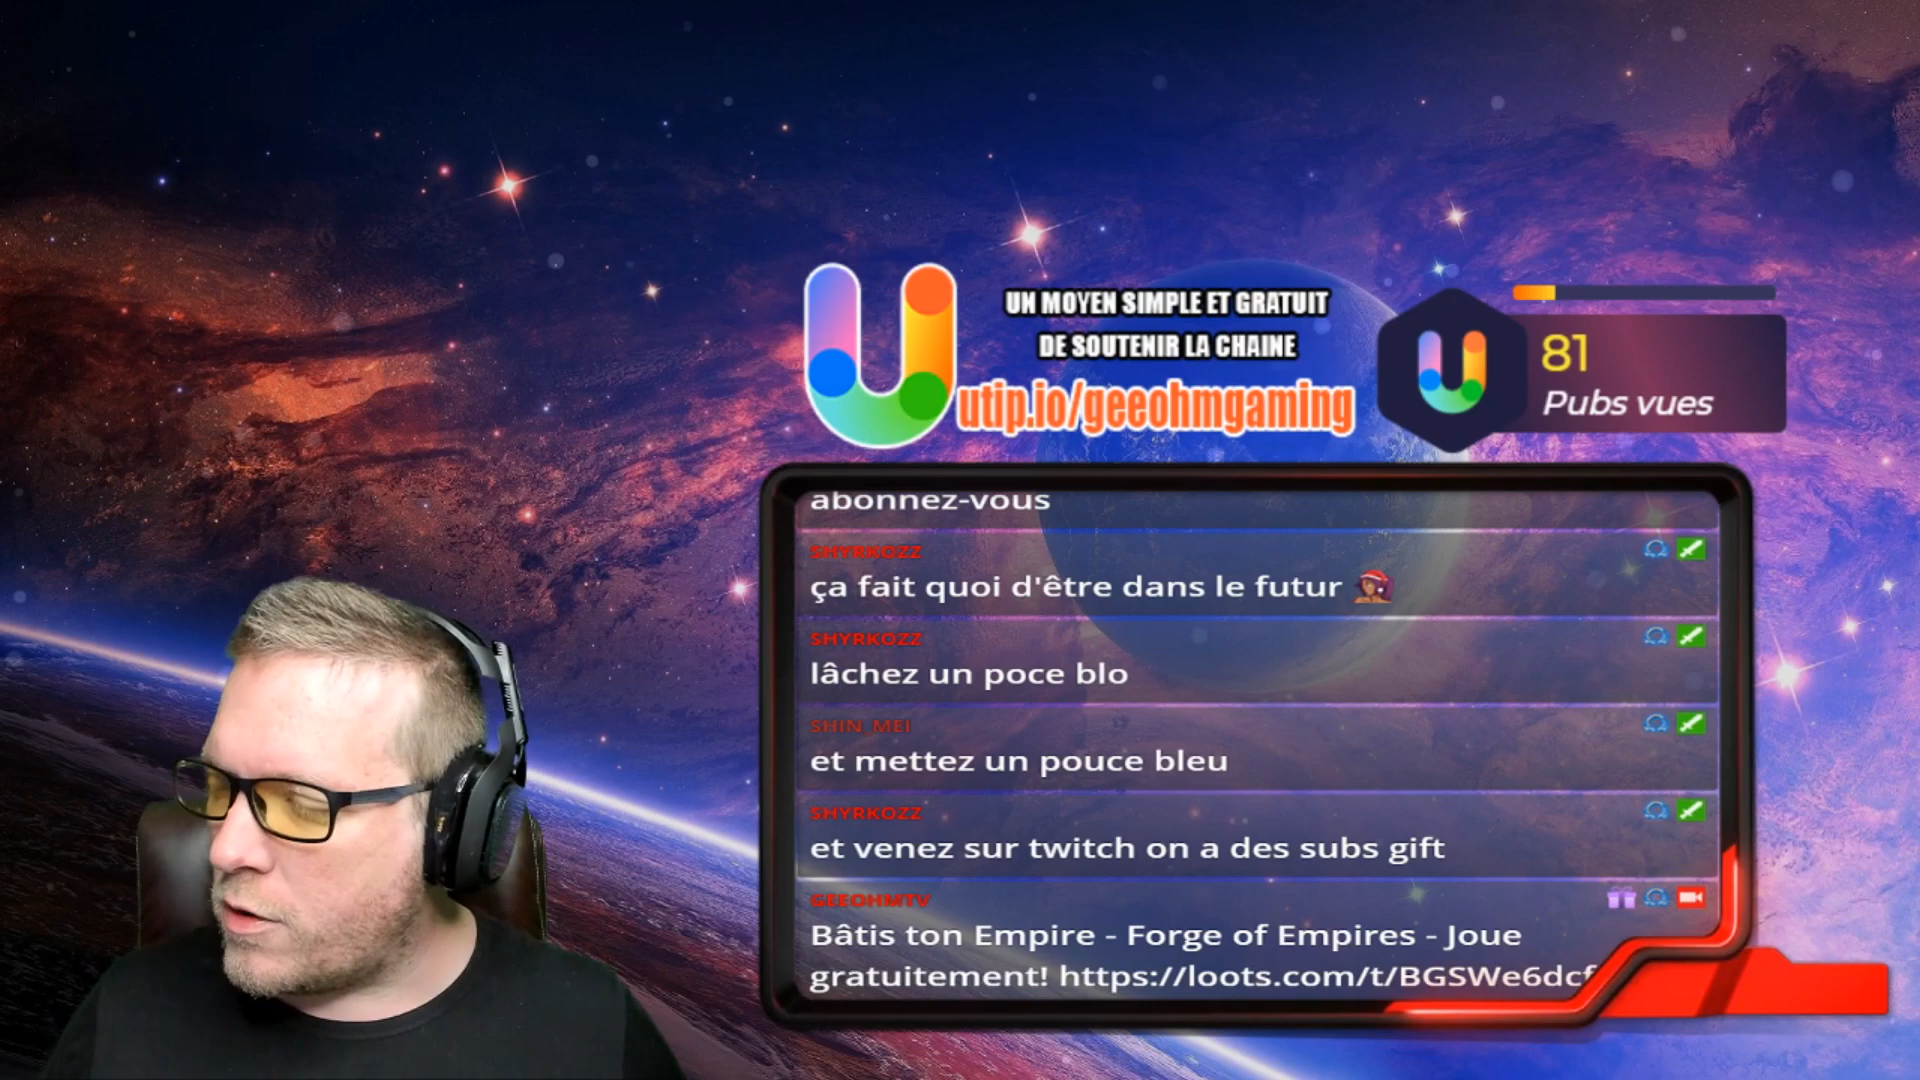 UN MOYEN SIMPLE ET GRATUIT
DE SOUTENIR LA CHAINE
utip.io/geeohmgaming
81
Pubs vues
abonnez-vous
SHYRKOZZ
ça fait quoi d'être dans le futur
SHYRKOZZ
lâchez un poce blo
SHIN_MEI
et mettez un pouce bleu
SHYRKOZZ
et venez sur twitch on a des subs gift
GEEOHMTV
Bâtis ton Empire - Forge of Empires - Joue
gratuitement! https://loots.com/t/BGSWe6dcf